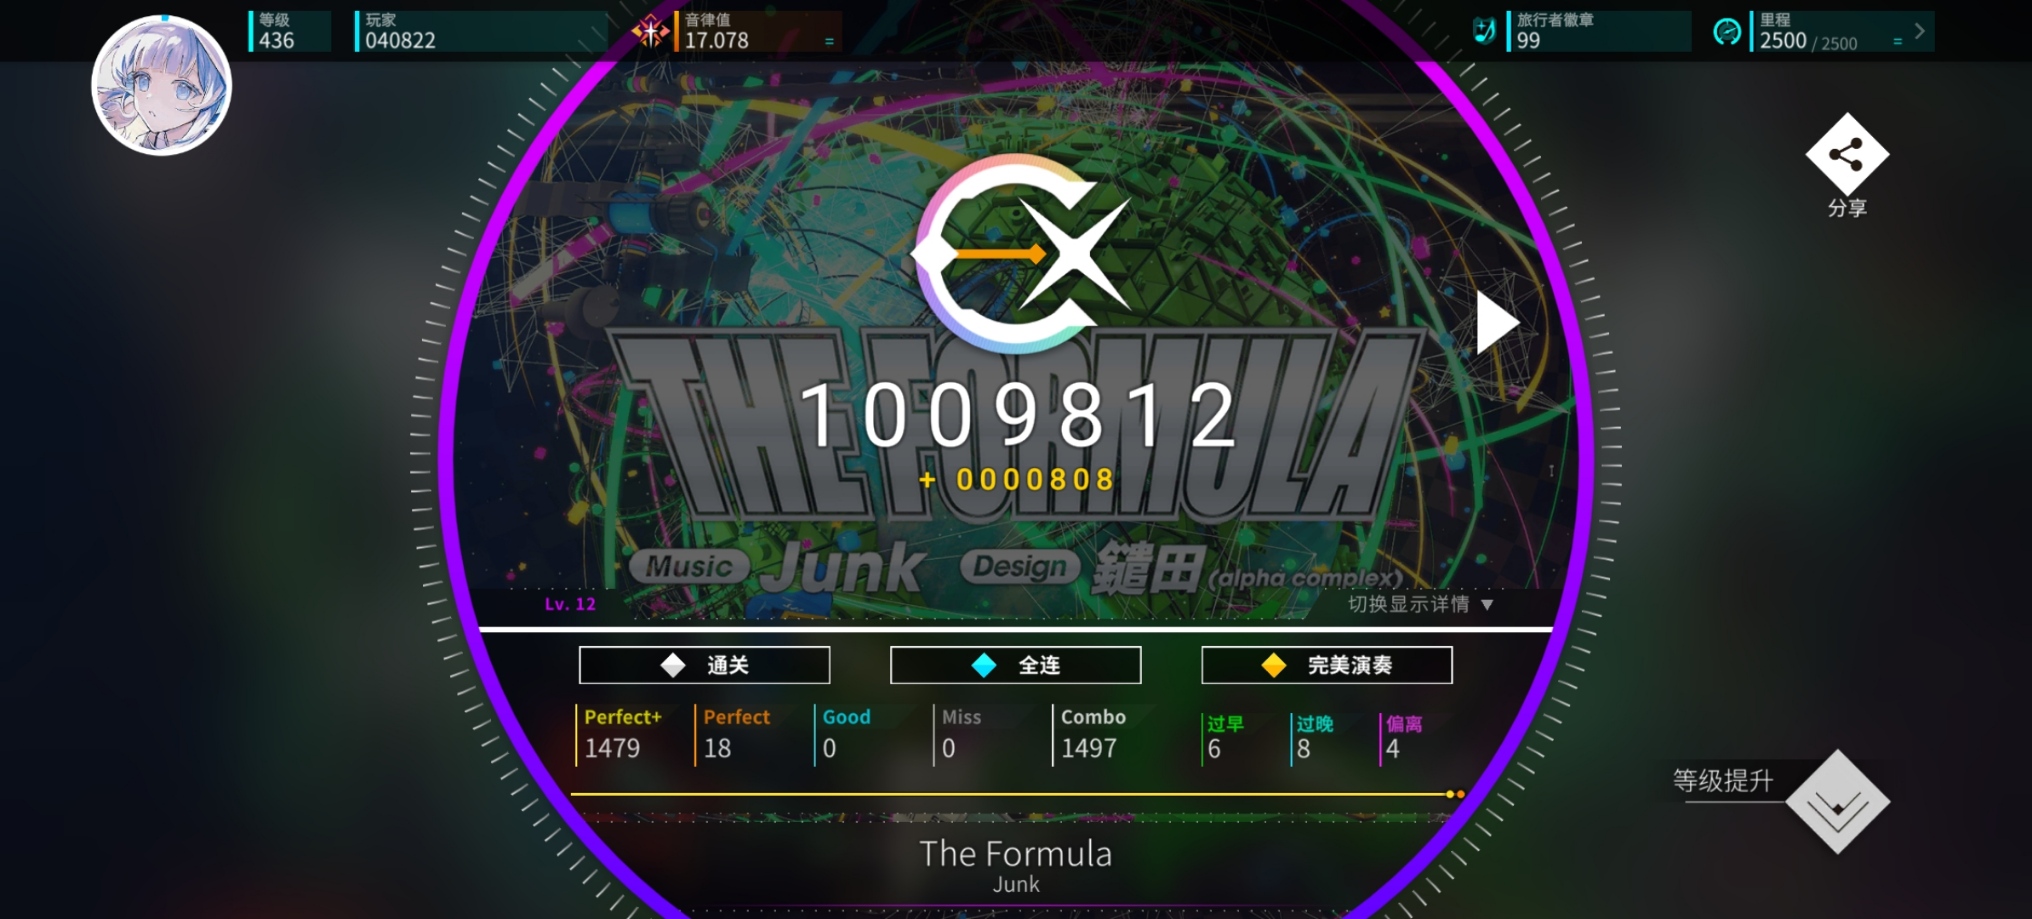 等级
436
玩家
040822
音律值
17.078
=
旅行者徽章
99
里程
2500 / 2500
=
分享
THE FORMULA
1009812
+ 0000808
Music Junk Design 鑓田 (alpha complex)
Lv. 12
切换显示详情 ▼
通关
全连
完美演奏
Perfect+
1479
Perfect
18
Good
0
Miss
0
Combo
1497
过早
6
过晚
8
偏离
4
等级提升
The Formula
Junk